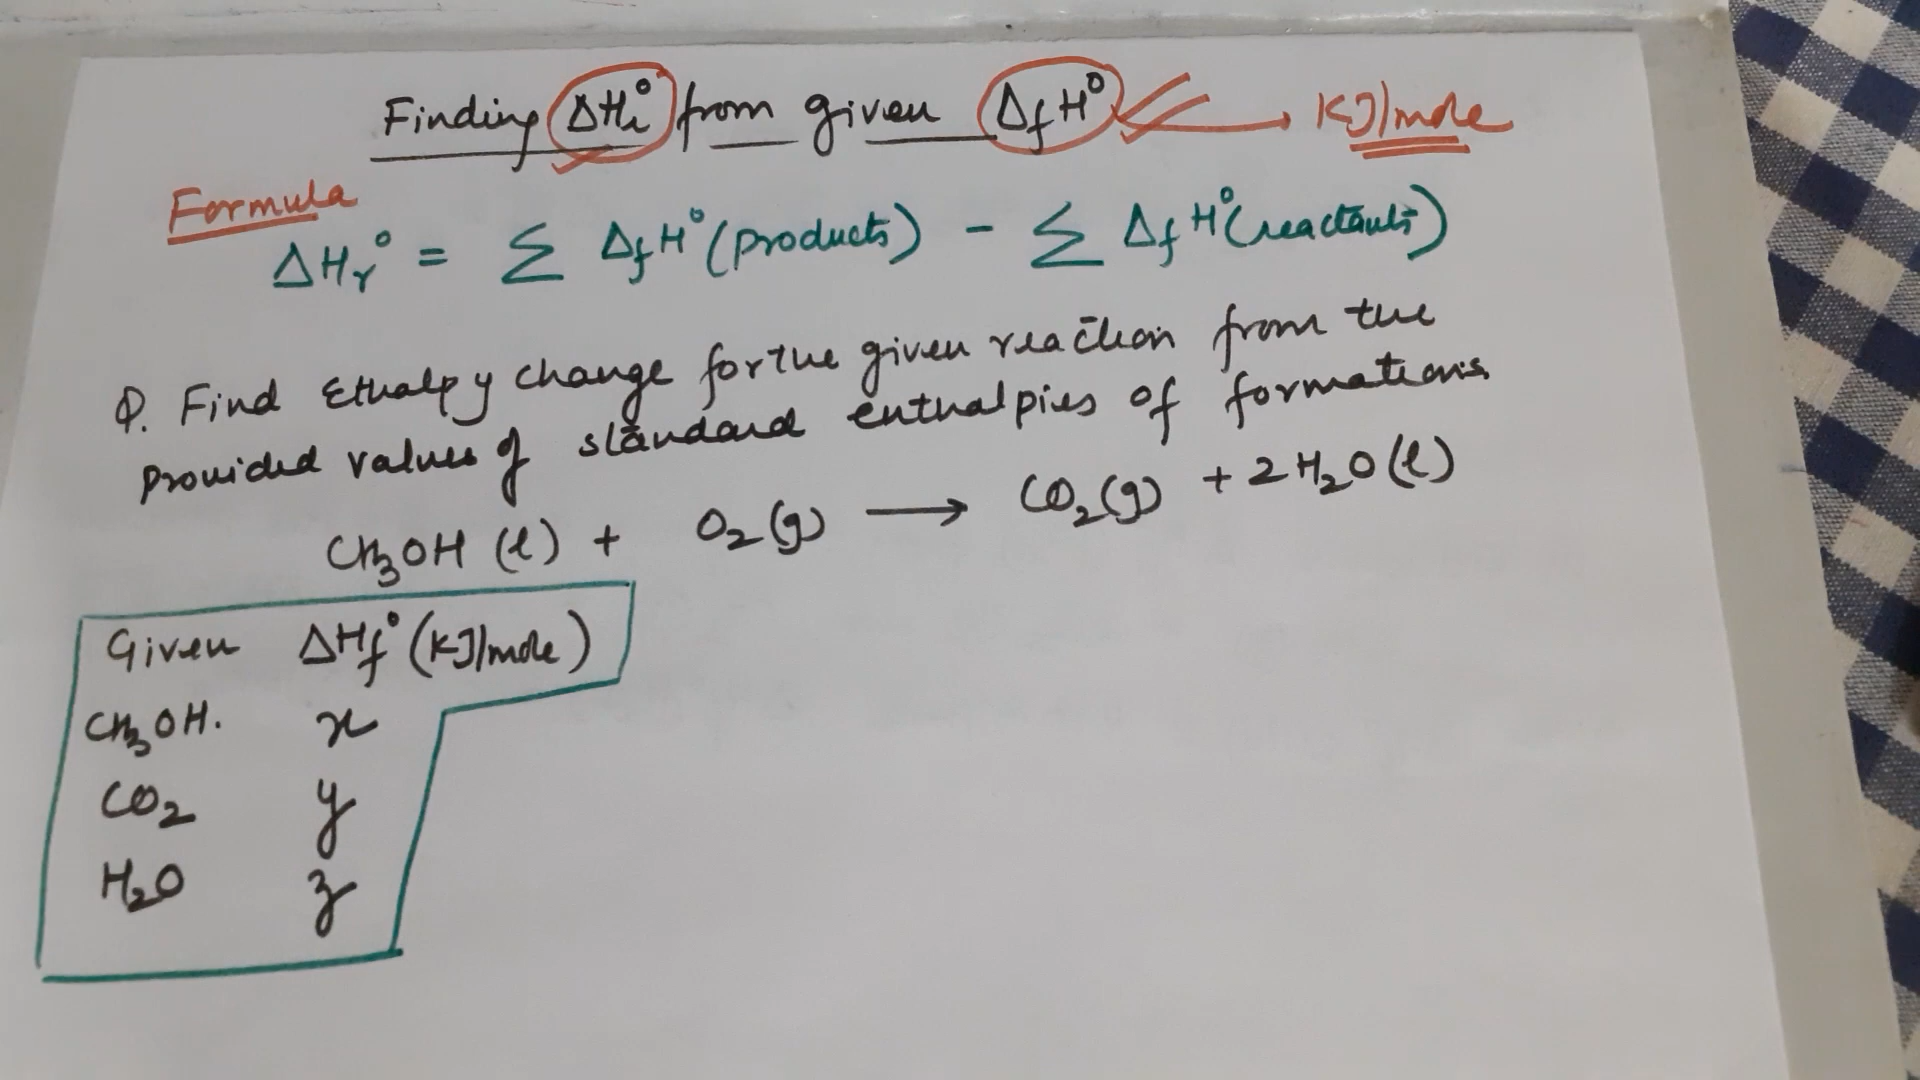 Finding ΔHr° from given ΔfH° → KJ/mole
Formula
ΔHr° = Σ ΔfH°(products) - Σ ΔfH°(reactants)
Q. Find Ethalpy change for the given reaction from the
provided values of standard enthalpies of formations
CH₃OH (l) + O₂(g) → CO₂(g) + 2H₂O(l)
Given ΔHf° (KJ/mole)
CH₃OH. x
CO₂ y
H₂O z